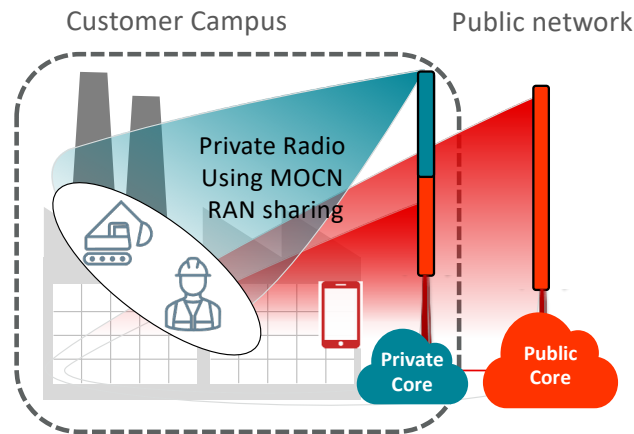 Customer Campus
Public network
Private Radio
Using MOCN
RAN sharing
Private
Core
Public
Core